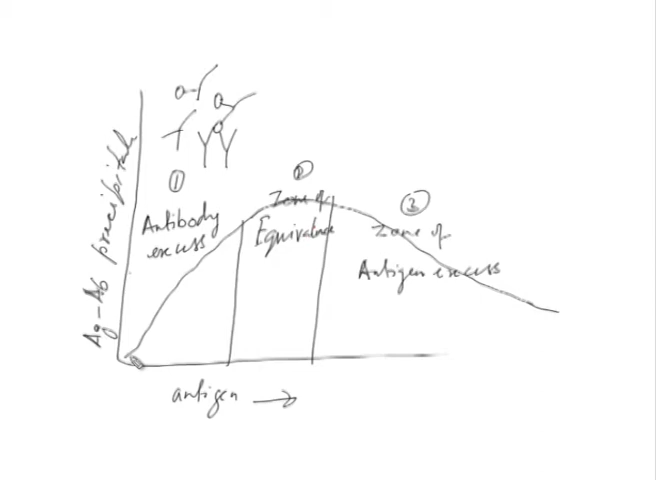 Ag-Ab precipitate
①
Antibody
excess
②
Zone of
Equivalence
③
Zone of
Antigen excess
antigen →